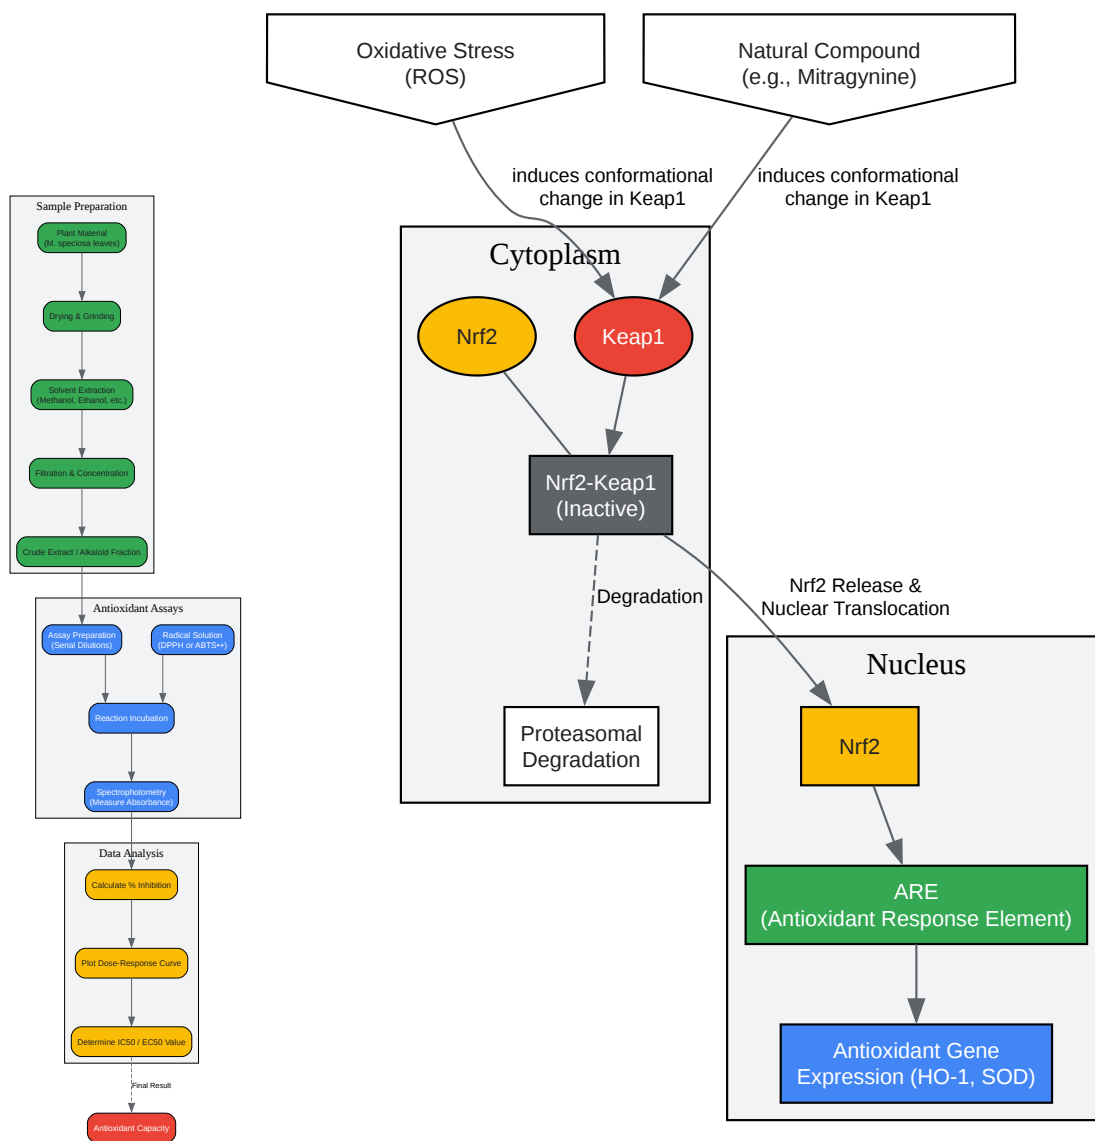 Sample Preparation
Plant Material
(M. speciosa leaves)
Drying & Grinding
Solvent Extraction
(Methanol, Ethanol, etc.)
Filtration & Concentration
Crude Extract / Alkaloid Fraction
Antioxidant Assays
Assay Preparation
(Serial Dilutions)
Radical Solution
(DPPH or ABTS•+)
Reaction Incubation
Spectrophotometry
(Measure Absorbance)
Data Analysis
Calculate % Inhibition
Plot Dose-Response Curve
Determine IC50 / EC50 Value
Final Result
Antioxidant Capacity
Oxidative Stress
(ROS)
Natural Compound
(e.g., Mitragynine)
induces conformational
change in Keap1
induces conformational
change in Keap1
Cytoplasm
Nrf2
Keap1
Nrf2-Keap1
(Inactive)
Degradation
Nrf2 Release &
Nuclear Translocation
Proteasomal
Degradation
Nucleus
Nrf2
ARE
(Antioxidant Response Element)
Antioxidant Gene
Expression (HO-1, SOD)